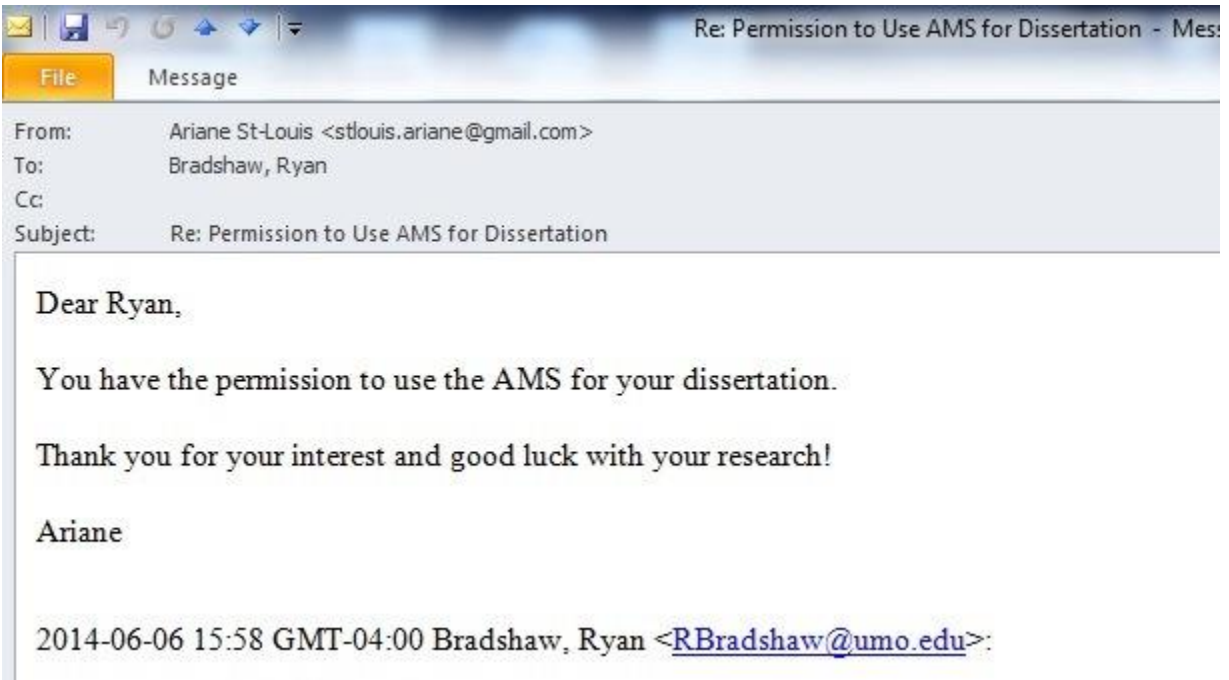 Re: Permission to Use AMS for Dissertation - Mess
File Message
From: Ariane St-Louis <stlouis.ariane@gmail.com>
To: Bradshaw, Ryan
Cc:
Subject: Re: Permission to Use AMS for Dissertation
Dear Ryan,
You have the permission to use the AMS for your dissertation.
Thank you for your interest and good luck with your research!
Ariane
2014-06-06 15:58 GMT-04:00 Bradshaw, Ryan <RBradshaw@umo.edu>: